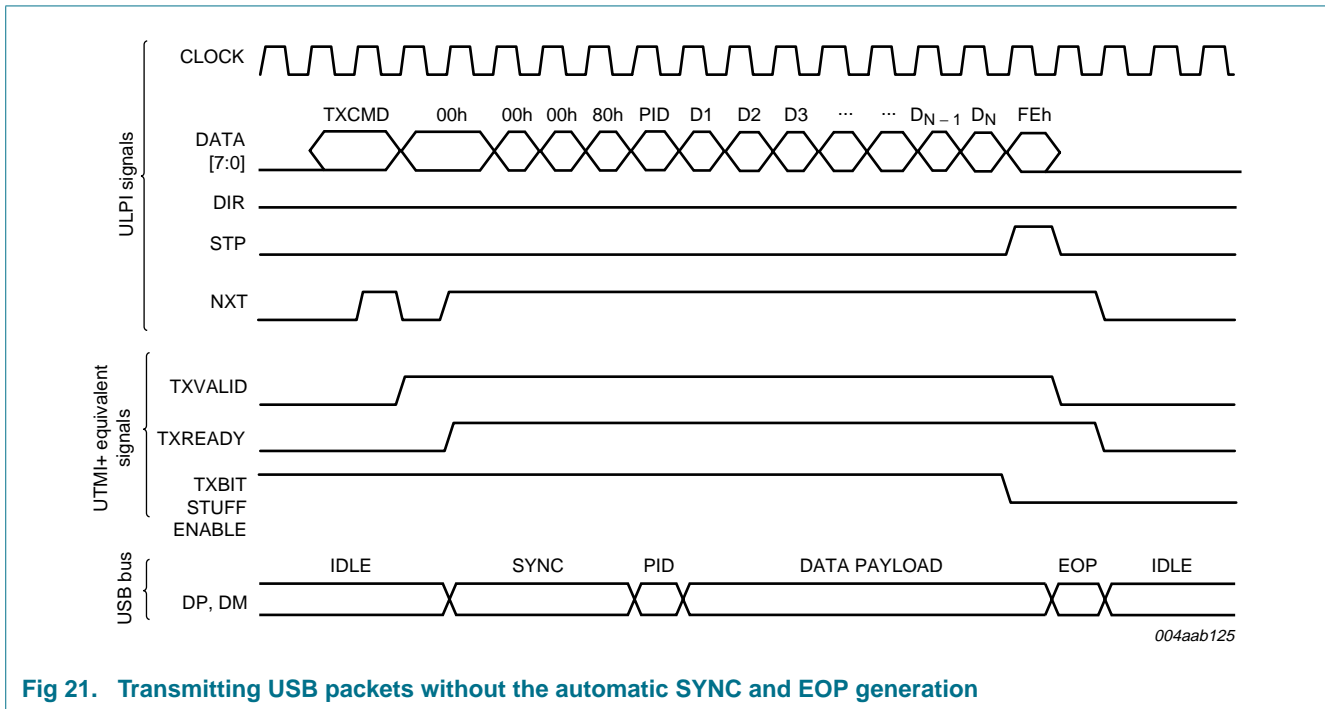 ULPI signals
CLOCK
TXCMD 00h 00h 00h 80h PID D1 D2 D3 ... ... DN − 1 DN FEh
DATA
[7:0]
DIR
STP
NXT
UTMI+ equivalent
signals
TXVALID
TXREADY
TXBIT
STUFF
ENABLE
USB bus
IDLE SYNC PID DATA PAYLOAD EOP IDLE
DP, DM
004aab125
Fig 21. Transmitting USB packets without the automatic SYNC and EOP generation